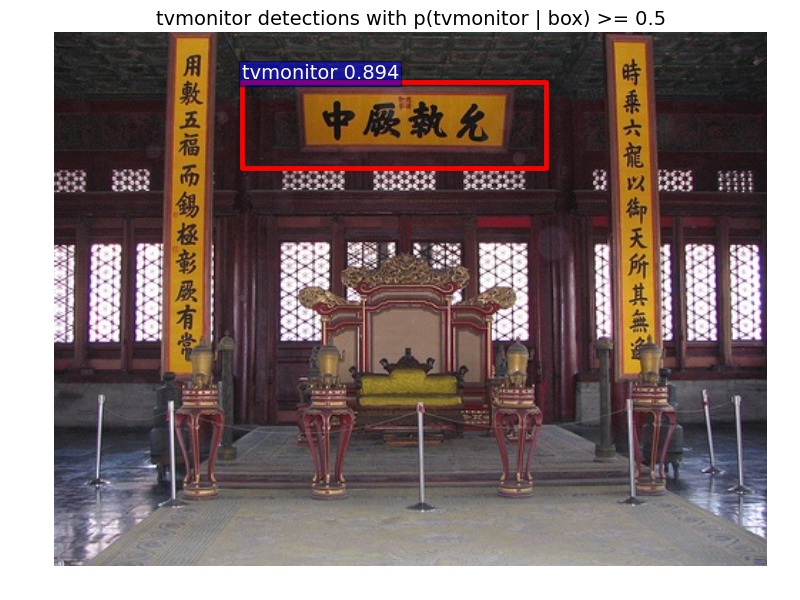 tvmonitor detections with p(tvmonitor | box) >= 0.5
tvmonitor 0.894
允執厥中
時乘六龍以御天所其無逸
用敷五福而錫極彰厥有常